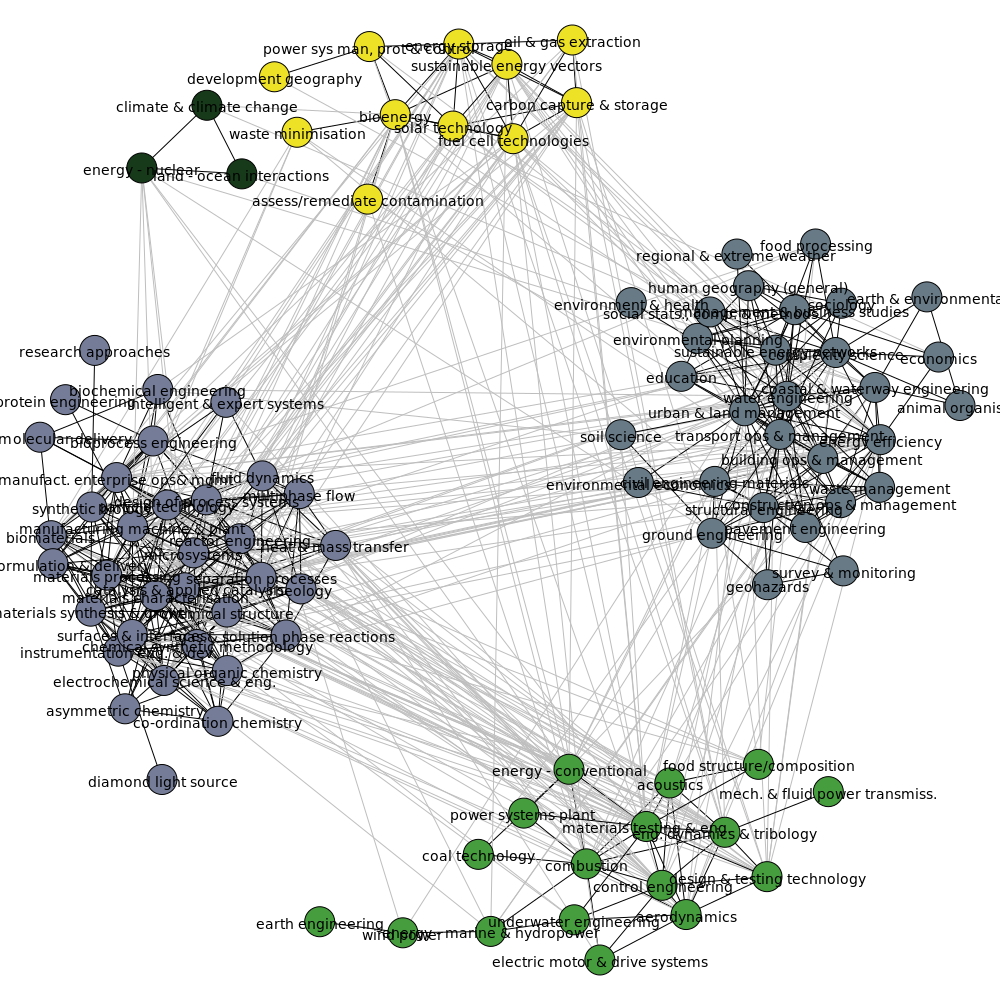 oil & gas extraction
energy storage
power sys man, prot & control
sustainable energy vectors
development geography
climate & climate change
carbon capture & storage
bioenergy
solar technology
waste minimisation
fuel cell technologies
energy - nuclear
land - ocean interactions
assess/remediate contamination
food processing
regional & extreme weather
human geography (general)
earth & environmenta
environment & health
sociology
management & business studies
environmental planning
sustainable energy networks
complexity science
economics
education
coastal & waterway engineering
water engineering
animal organis
urban & land management
soil science
transport ops & management
energy efficiency
building ops & management
environmental economics
civil engineering materials
waste management
structural engineering
construction ops & management
pavement engineering
ground engineering
survey & monitoring
geohazards
research approaches
biochemical engineering
protein engineering
intelligent & expert systems
molecular delivery
bioprocess engineering
manufact. enterprise ops& mgmt
fluid dynamics
multiphase flow
design of process systems
synthetic biology
manufacturing machine & plant
biomaterials
reactor engineering
heat & mass transfer
microsystems
ormulation & delivery
materials processing
separation processes
catalysis & applied catalysis
rheology
materials characterisation
aterials synthesis & growth
chemical structure
surfaces & interfaces
gas & solution phase reactions
chemical synthetic methodology
instrumentation eng. & dev.
physical organic chemistry
electrochemical science & eng.
asymmetric chemistry
co-ordination chemistry
diamond light source
food structure/composition
energy - conventional
acoustics
mech. & fluid power transmiss.
power systems plant
materials testing & eng.
eng. dynamics & tribology
coal technology
combustion
design & testing technology
control engineering
aerodynamics
underwater engineering
earth engineering
wind power
energy - marine & hydropower
electric motor & drive systems